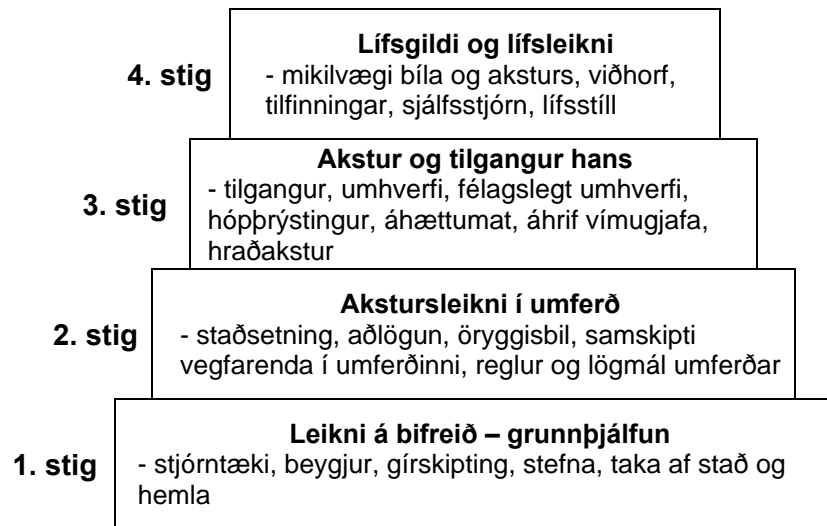 Lífsgildi og lífsleikni
4. stig
- mikilvægi bíla og aksturs, viðhorf,
tilfinningar, sjálfsstjórn, lífsstíll
Akstur og tilgangur hans
3. stig
- tilgangur, umhverfi, félagslegt umhverfi,
hópþrýstingur, áhættumat, áhrif vímugjafa,
hraðakstur
Akstursleikni í umferð
2. stig
- staðsetning, aðlögun, öryggisbil, samskipti
vegfarenda í umferðinni, reglur og lögmál umferðar
Leikni á bifreið – grunnþjálfun
1. stig
- stjórntæki, beygjur, gírskipting, stefna, taka af stað og
hemla